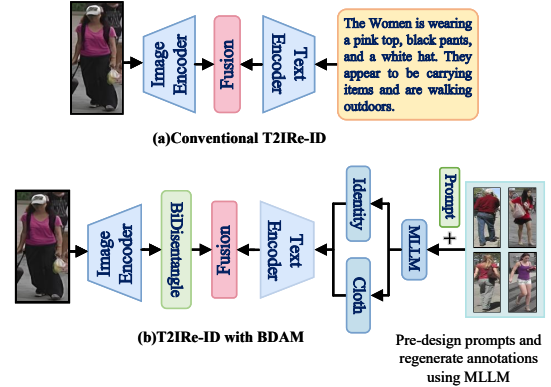 Image
Encoder
Fusion
Text
Encoder
The Women is wearing
a pink top, black pants,
and a white hat. They
appear to be carrying
items and are walking
outdoors.
(a)Conventional T2IRe-ID
Image
Encoder
BiDisentangle
Fusion
Text
Encoder
Identity
Cloth
MLLM
Prompt
+
(b)T2IRe-ID with BDAM
Pre-design prompts and
regenerate annotations
using MLLM